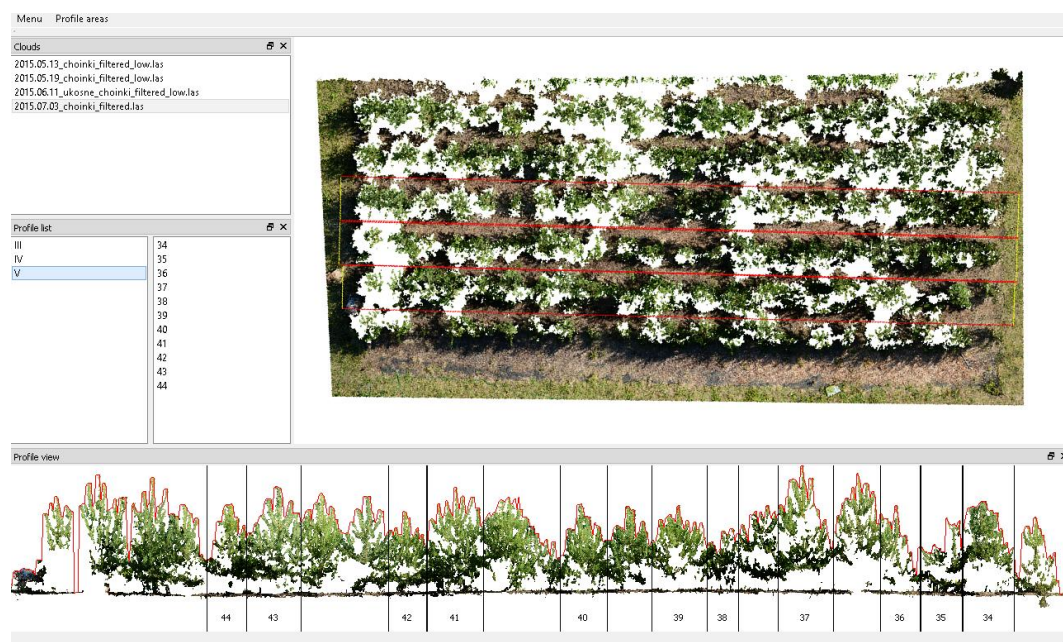 Menu Profile areas
Clouds
2015.05.13_choinki_filtered_low.las
2015.05.19_choinki_filtered_low.las
2015.06.11_ukosne_choinki_filtered_low.las
2015.07.03_choinki_filtered.las
Profile list
III
IV
V
34
35
36
37
38
39
40
41
42
43
44
Profile view
44 43 42 41 40 39 38 37 36 35 34